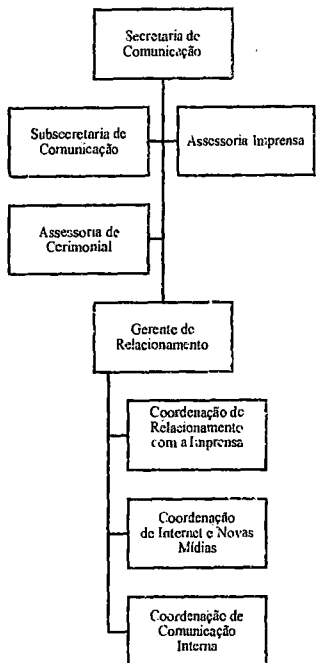 Secretaria de
Comunicação
Subsecretaria de
Comunicação
Assessoria Imprensa
Assessoria de
Cerimonial
Gerente de
Relacionamento
Coordenação de
Relacionamento
com a Imprensa
Coordenação
de Internet e Novas
Mídias
Coordenação de
Comunicação
Interna